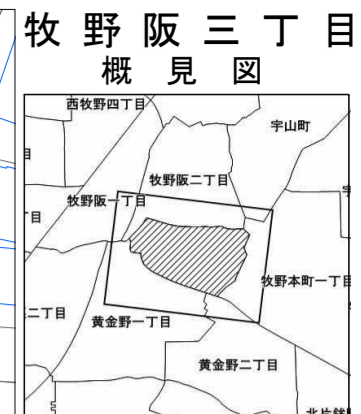 牧野阪三丁目
概見図
西牧野四丁目
宇山町
牧野阪二丁目
牧野阪一丁目
牧野本町一丁目
二丁目
黄金野一丁目
黄金野二丁目